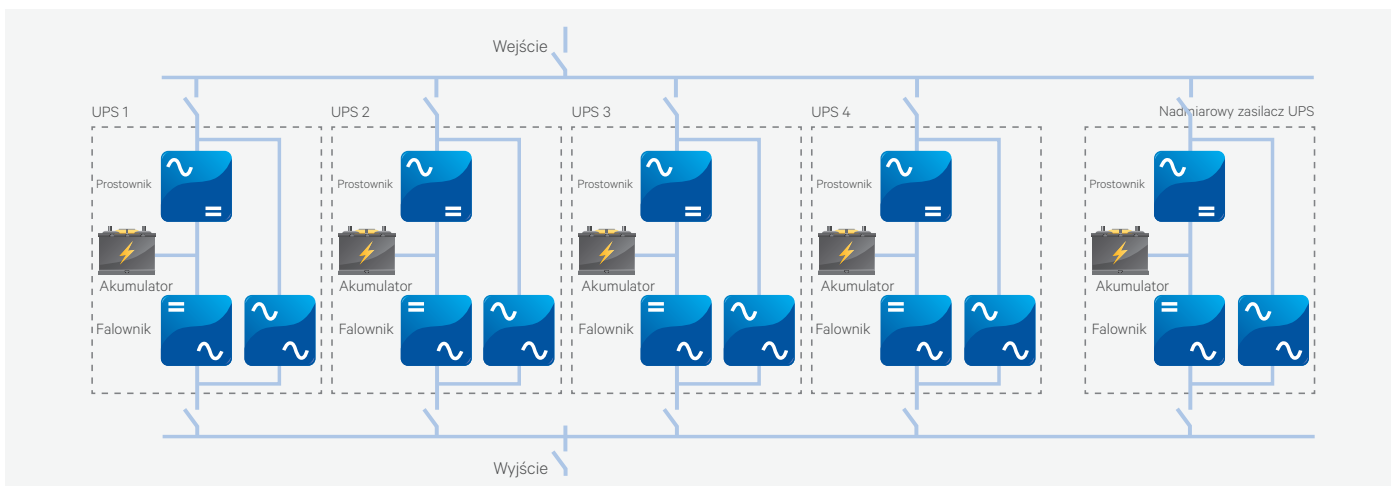 Wejście
UPS 1
UPS 2
UPS 3
UPS 4
Nadmiarowy zasilacz UPS
Prostownik
Prostownik
Prostownik
Prostownik
Prostownik
Akumulator
Akumulator
Akumulator
Akumulator
Akumulator
Falownik
Falownik
Falownik
Falownik
Falownik
Wyjście